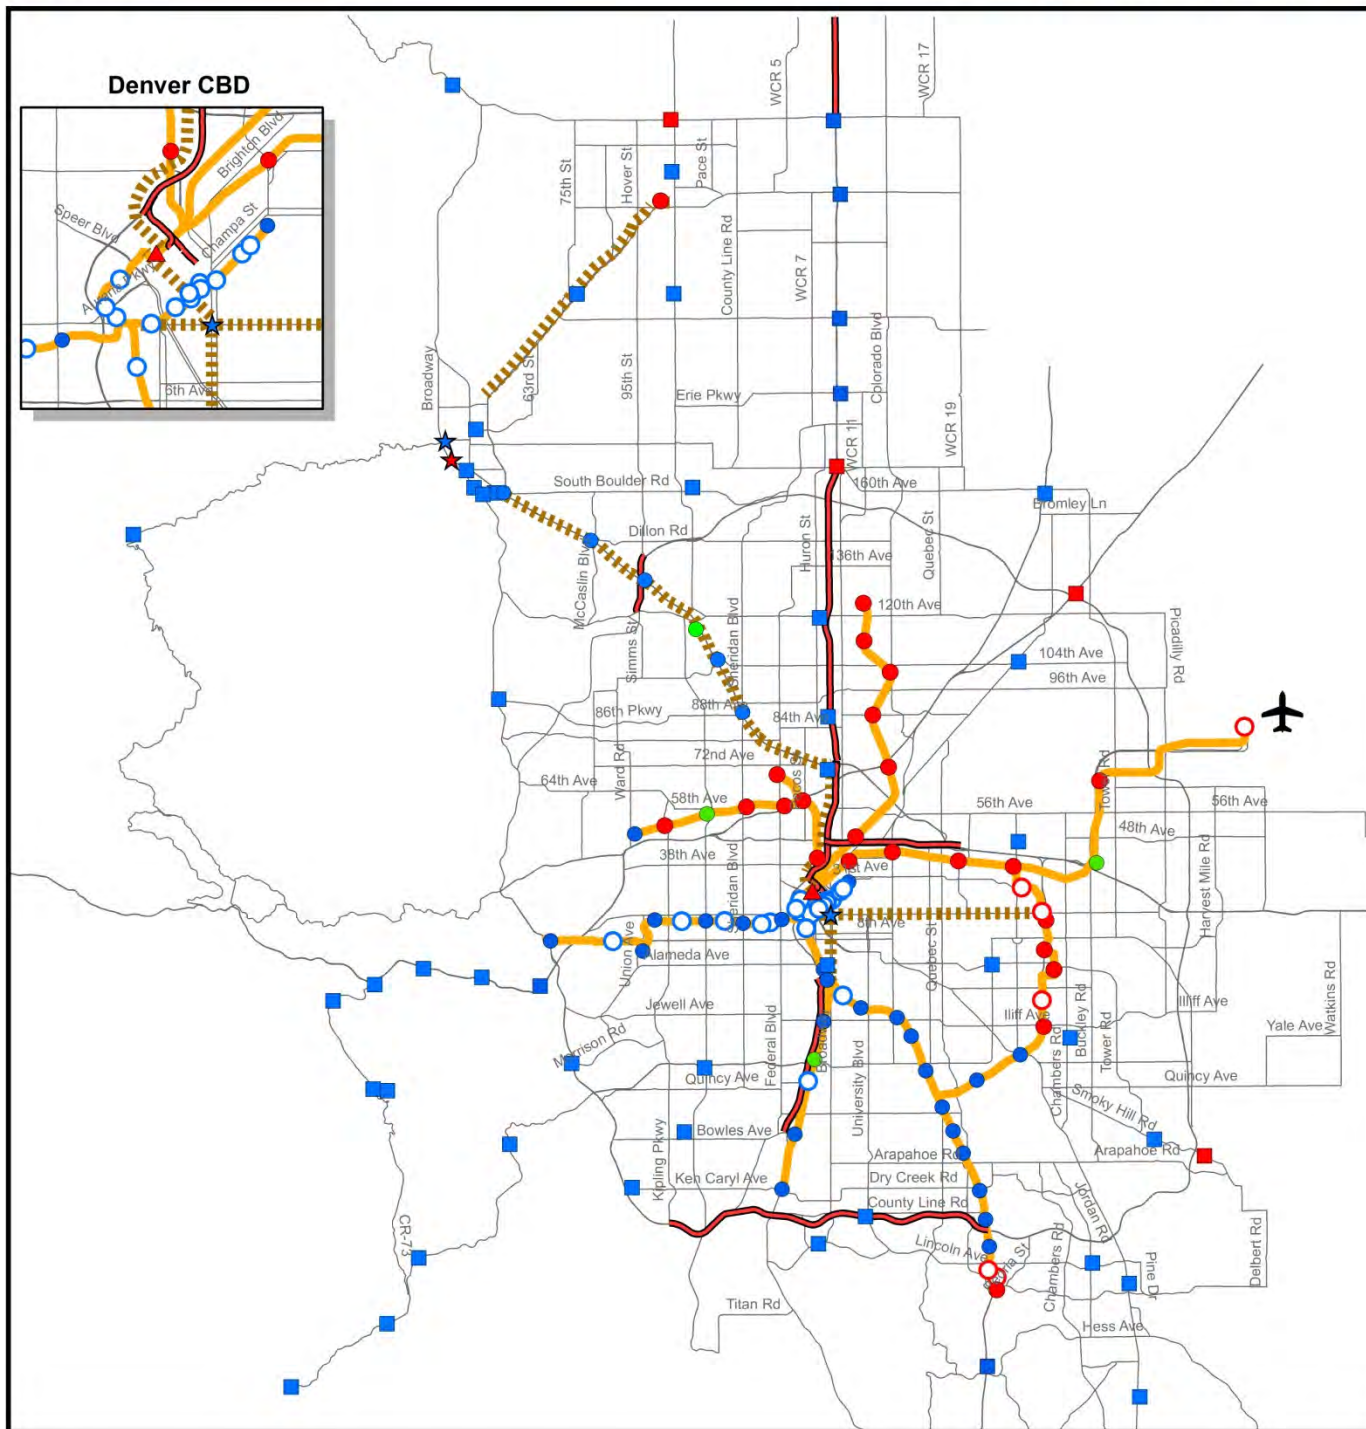 Denver CBD
Brighton Blvd
Speer Blvd
Champa St
6th Ave
WCR 5
WCR 17
75th St
Hover St
Pace St
County Line Rd
WCR 7
Colorado Blvd
Broadway
63rd St
95th St
Erie Pkwy
WCR 11
WCR 19
South Boulder Rd
160th Ave
Bromley Ln
Dillon Rd
Huron St
136th Ave
Quebec St
McCaslin Blv
Simms St
Sheridan Blvd
120th Ave
Picadilly Rd
104th Ave
96th Ave
88th Ave
86th Pkwy
84th Av
72nd Ave
64th Ave
Ward Rd
58th Ave
56th Ave
56th Ave
48th Ave
38th Ave
Harvest Mile Rd
Union Ave
8th Ave
Alameda Ave
Quebec St
Jewell Ave
Iliff Ave
Iliff Ave
Buckley Rd
Tower Rd
Yale Ave
Watkins Rd
Morrison Rd
Federal Blvd
University Blvd
Quincy Ave
Quincy Ave
Chambers Rd
Smoky Hill Rd
Bowles Ave
Kipling Pkwy
Arapahoe Rd
Arapahoe Rd
Ken Caryl Ave
Dry Creek Rd
County Line Rd
Jordan Rd
CR-73
Lincoln Ave
Chambers Rd
Pine Dr
Delbert Rd
Titan Rd
Hess Ave